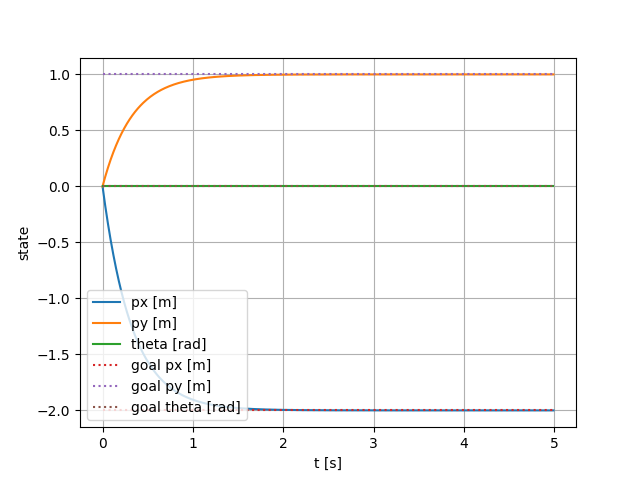 1.0
0.5
0.0
−0.5
−1.0
−1.5
−2.0
state
px [m]
py [m]
theta [rad]
goal px [m]
goal py [m]
goal theta [rad]
0 1 2 3 4 5
t [s]